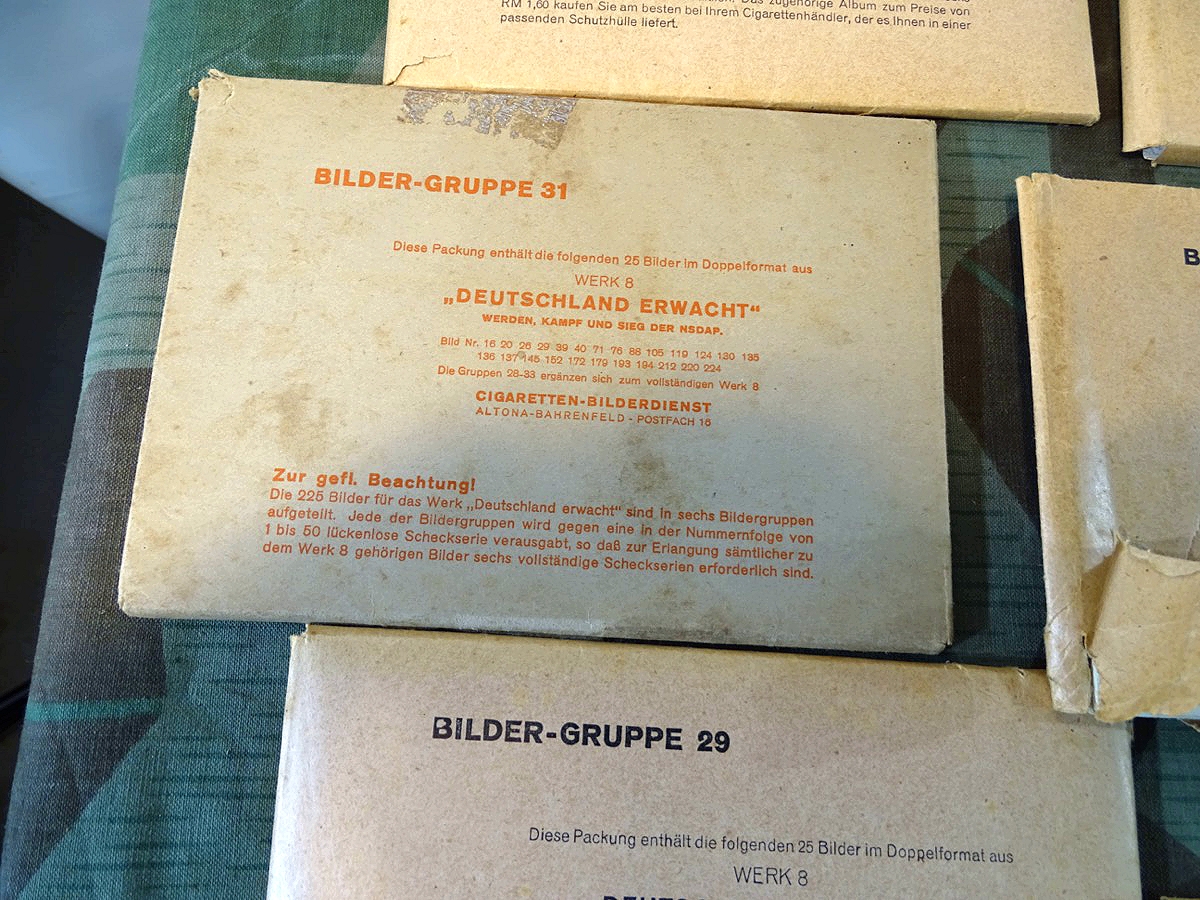 RM 1,60 kaufen Sie am besten bei Ihrem Cigarettenhändler, der es Ihnen in einer
passenden Schutzhülle liefert.
BILDER-GRUPPE 31
Diese Packung enthält die folgenden 25 Bilder im Doppelformat aus
WERK 8
„DEUTSCHLAND ERWACHT“
WERDEN, KAMPF UND SIEG DER NSDAP.
Bild Nr. 16 20 26 29 39 40 71 76 88 105 119 124 130 135
136 137 145 152 172 179 193 194 212 220 224
Die Gruppen 28-33 ergänzen sich zum vollständigen Werk 8
CIGARETTEN-BILDERDIENST
ALTONA-BAHRENFELD - POSTFACH 16
Zur gefl. Beachtung!
Die 225 Bilder für das Werk „Deutschland erwacht“ sind in sechs Bildergruppen
aufgeteilt. Jede der Bildergruppen wird gegen eine in der Nummernfolge von
1 bis 50 lückenlose Scheckserie verausgabt, so daß zur Erlangung sämtlicher zu
dem Werk 8 gehörigen Bilder sechs vollständige Scheckserien erforderlich sind.
B
BILDER-GRUPPE 29
Diese Packung enthält die folgenden 25 Bilder im Doppelformat aus
WERK 8